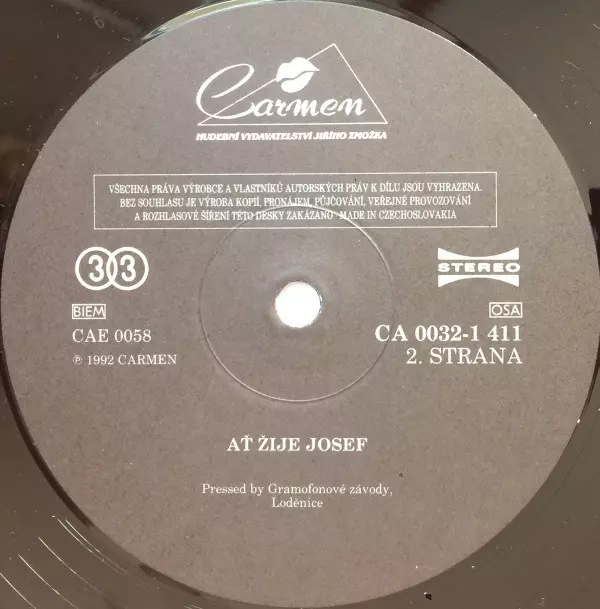 Carmen
HUDEBNÍ VYDAVATELSTVÍ JIŘÍHO ZMOŽKA
VŠECHNA PRÁVA VÝROBCE A VLASTNÍKŮ AUTORSKÝCH PRÁV K DÍLU JSOU VYHRAZENA.
BEZ SOUHLASU JE VÝROBA KOPIÍ, PRONÁJEM, PŮJČOVÁNÍ, VEŘEJNÉ PROVOZOVÁNÍ
A ROZHLASOVÉ ŠÍŘENÍ TÉTO DESKY ZAKÁZÁNO · MADE IN CZECHOSLOVAKIA
33
STEREO
BIEM
OSA
CAE 0058
CA 0032-1 411
℗ 1992 CARMEN
2. STRANA
AŤ ŽIJE JOSEF
Pressed by Gramofonové závody,
Loděnice